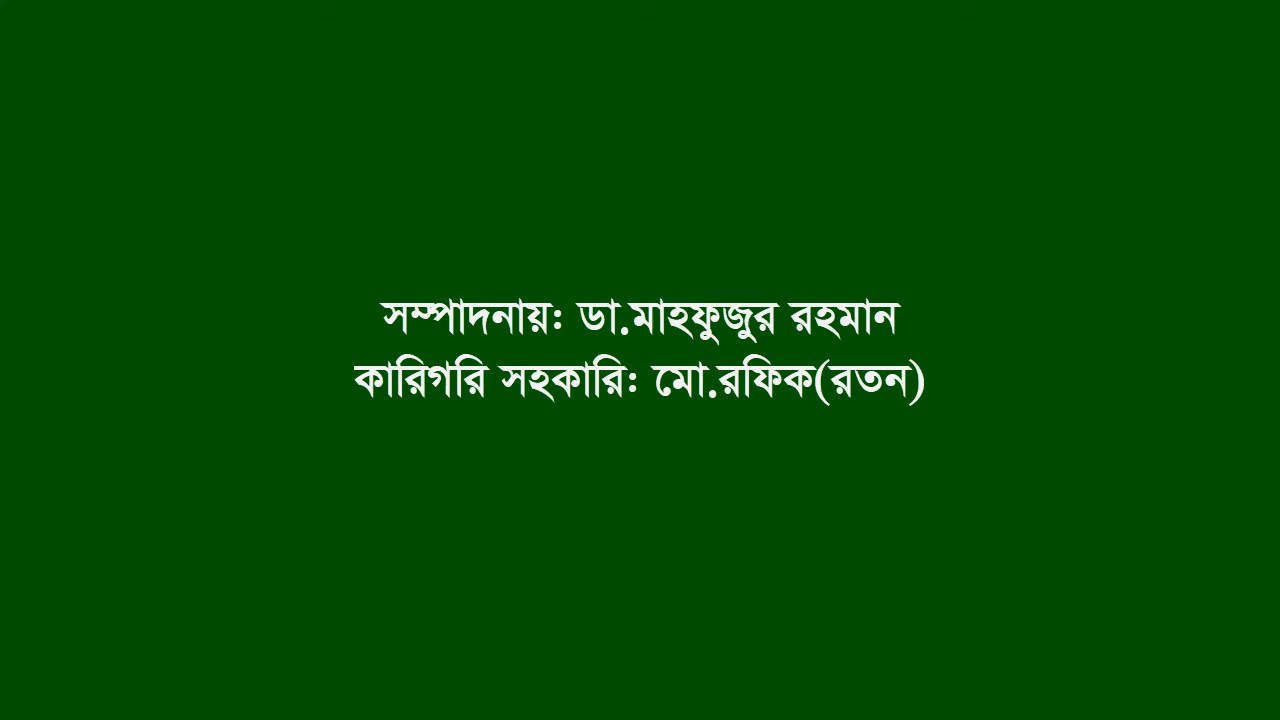 সম্পাদনায়ঃ ডা.মাহফুজুর রহমান
কারিগরি সহকারিঃ মো.রফিক(রতন)